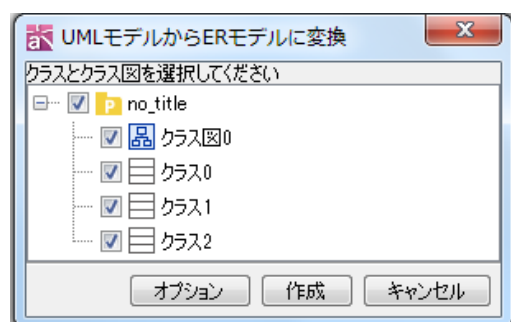 UMLモデルからERモデルに変換
クラスとクラス図を選択してください
no_title
クラス図0
クラス0
クラス1
クラス2
オプション 作成 キャンセル